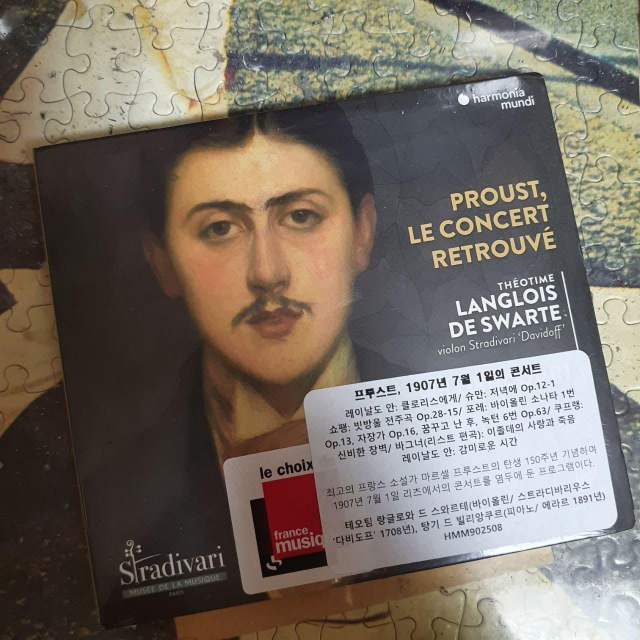 harmonia
mundi
PROUST,
LE CONCERT
RETROUVÉ
THÉOTIME
LANGLOIS
DE SWARTE
violon Stradivari 'Davidoff'
프루스트, 1907년 7월 1일의 콘서트
레이날도 안: 클로리스에게/ 슈만: 저녁에 Op.12-1
쇼팽: 빗방울 전주곡 Op.28-15/ 포레: 바이올린 소나타 1번
Op.13, 자장가 Op.16, 꿈꾸고 난 후, 녹턴 6번 Op.63/ 쿠프랭:
신비한 장벽/ 바그너(리스트 편곡): 이졸데의 사랑과 죽음
레이날도 안: 감미로운 시간
최고의 프랑스 소설가 마르셀 프루스트의 탄생 150주년 기념하며
1907년 7월 1일 리츠에서의 콘서트를 염두에 둔 프로그램이다.
테오팀 랑글로와 드 스와르테(바이올린/ 스트라디바리우스
'다비도프' 1708년), 탕기 드 빌리앙쿠르(피아노/ 에라르 1891년)
HMM902508
le choix
france
musiq
Stradivari
MUSÉE DE LA MUSIQUE
PARIS